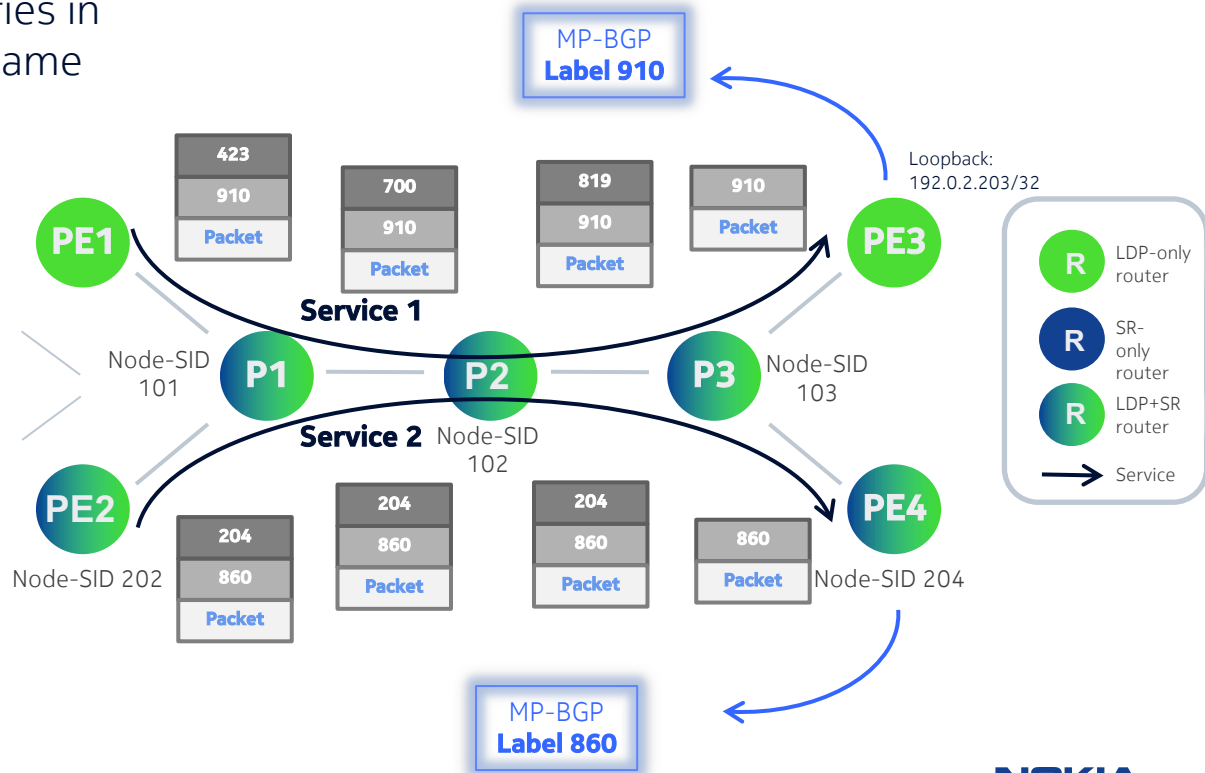 ries in
ame
MP-BGP
Label 910
Loopback:
192.0.2.203/32
423
910
Packet
700
910
Packet
819
910
Packet
910
Packet
PE1
PE3
Service 1
Node-SID
101
P1
P2
P3
Node-SID
103
Service 2
Node-SID
102
PE2
PE4
Node-SID 202
Node-SID 204
204
860
Packet
204
860
Packet
204
860
Packet
860
Packet
MP-BGP
Label 860
R
LDP-only
router
R
SR-
only
router
R
LDP+SR
router
Service
NOKIA